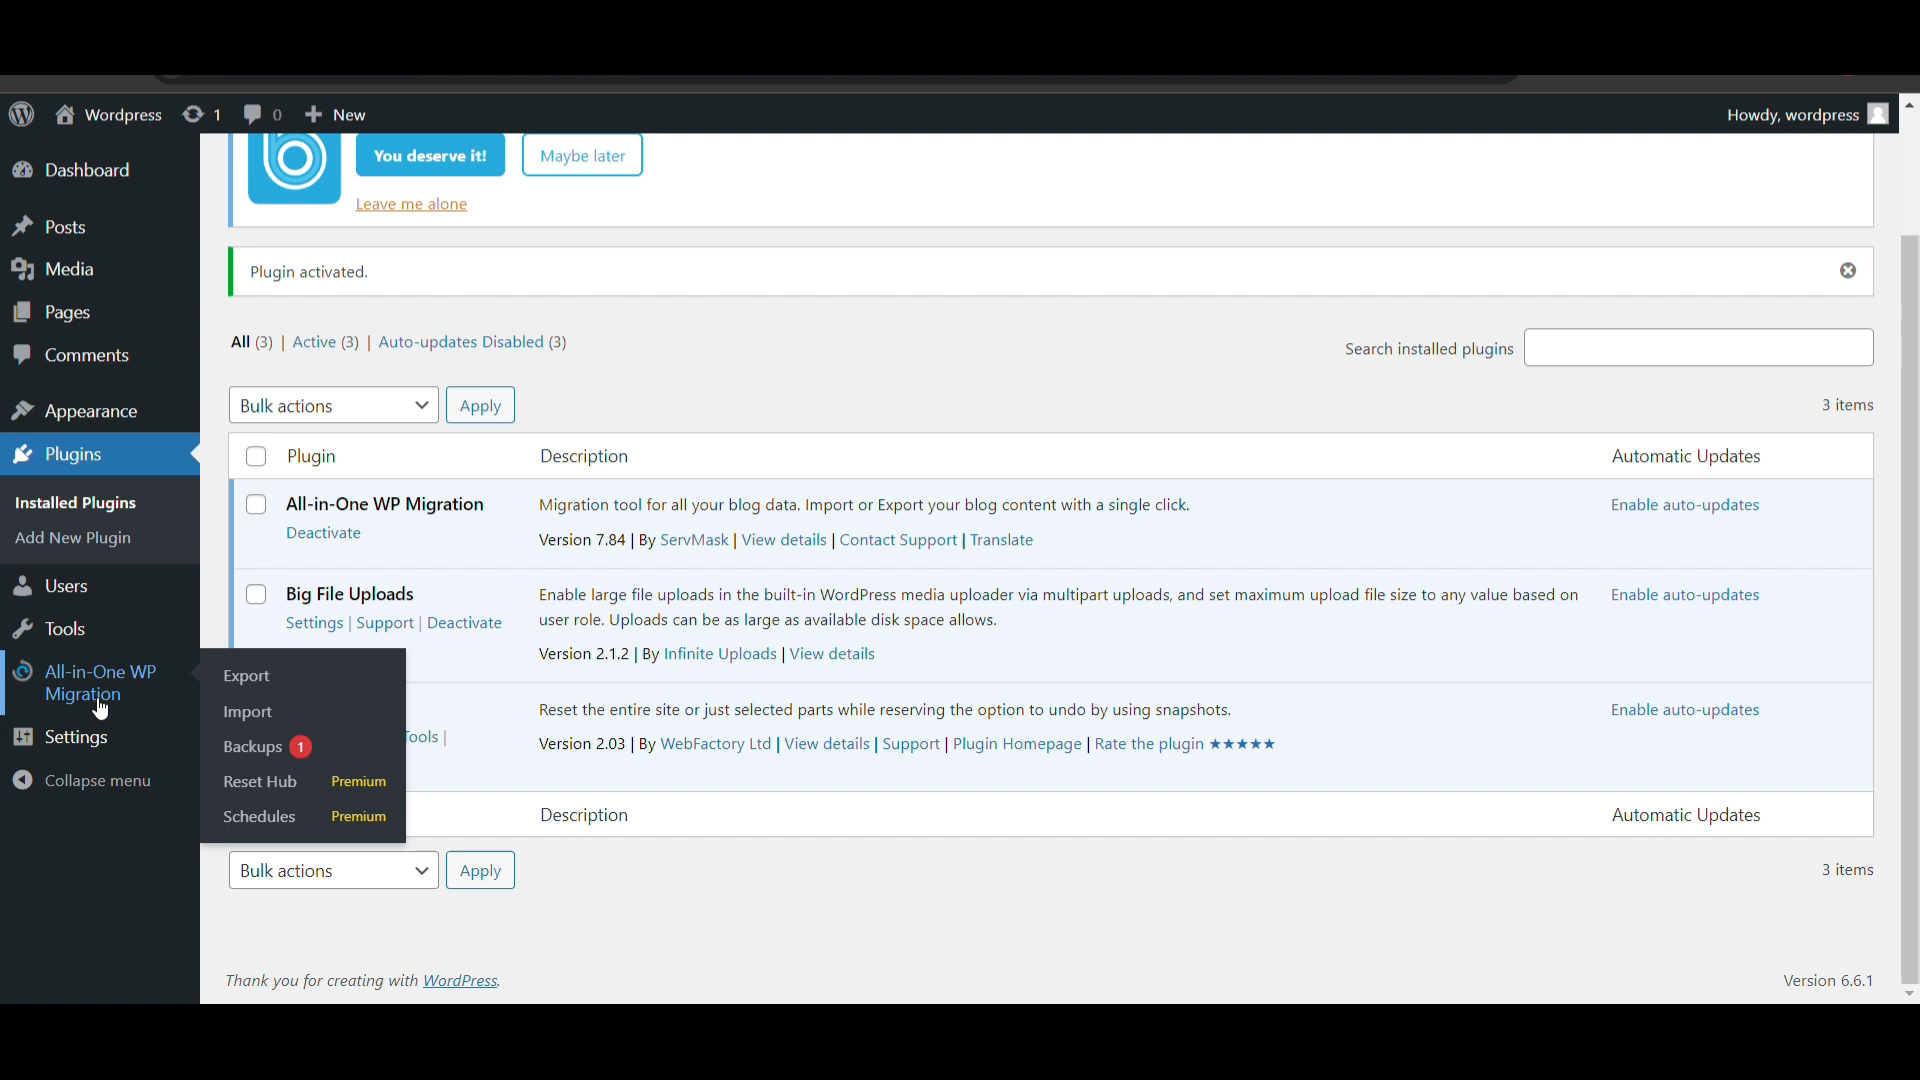 Wordpress 1 0 New Howdy, wordpress
You deserve it! Maybe later
Leave me alone
Dashboard
Posts
Media
Pages
Comments
Appearance
Plugins
Installed Plugins
Add New Plugin
Users
Tools
All-in-One WP
Migration
Settings
Collapse menu
Export
Import
Backups 1
Reset Hub Premium
Schedules Premium
Plugin activated.
All (3) | Active (3) | Auto-updates Disabled (3)
Search installed plugins
Bulk actions Apply 3 items
Plugin Description Automatic Updates
All-in-One WP Migration Migration tool for all your blog data. Import or Export your blog content with a single click. Enable auto-updates
Deactivate
Version 7.84 | By ServMask | View details | Contact Support | Translate
Big File Uploads Enable large file uploads in the built-in WordPress media uploader via multipart uploads, and set maximum upload file size to any value based on Enable auto-updates
Settings | Support | Deactivate user role. Uploads can be as large as available disk space allows.
Version 2.1.2 | By Infinite Uploads | View details
Reset the entire site or just selected parts while reserving the option to undo by using snapshots. Enable auto-updates
Tools | Version 2.03 | By WebFactory Ltd | View details | Support | Plugin Homepage | Rate the plugin ★★★★★
Description Automatic Updates
Bulk actions Apply 3 items
Thank you for creating with WordPress. Version 6.6.1